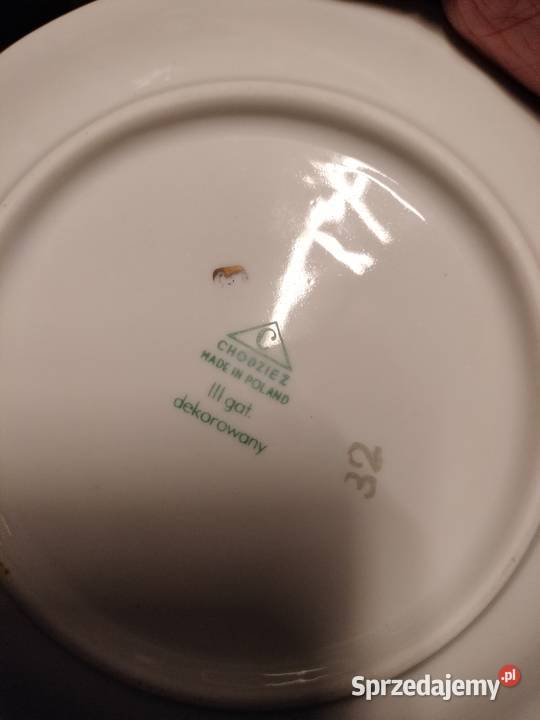 C
CHODZIEŻ
MADE IN POLAND
III gat.
dekorowany
32
Sprzedajemy.pl